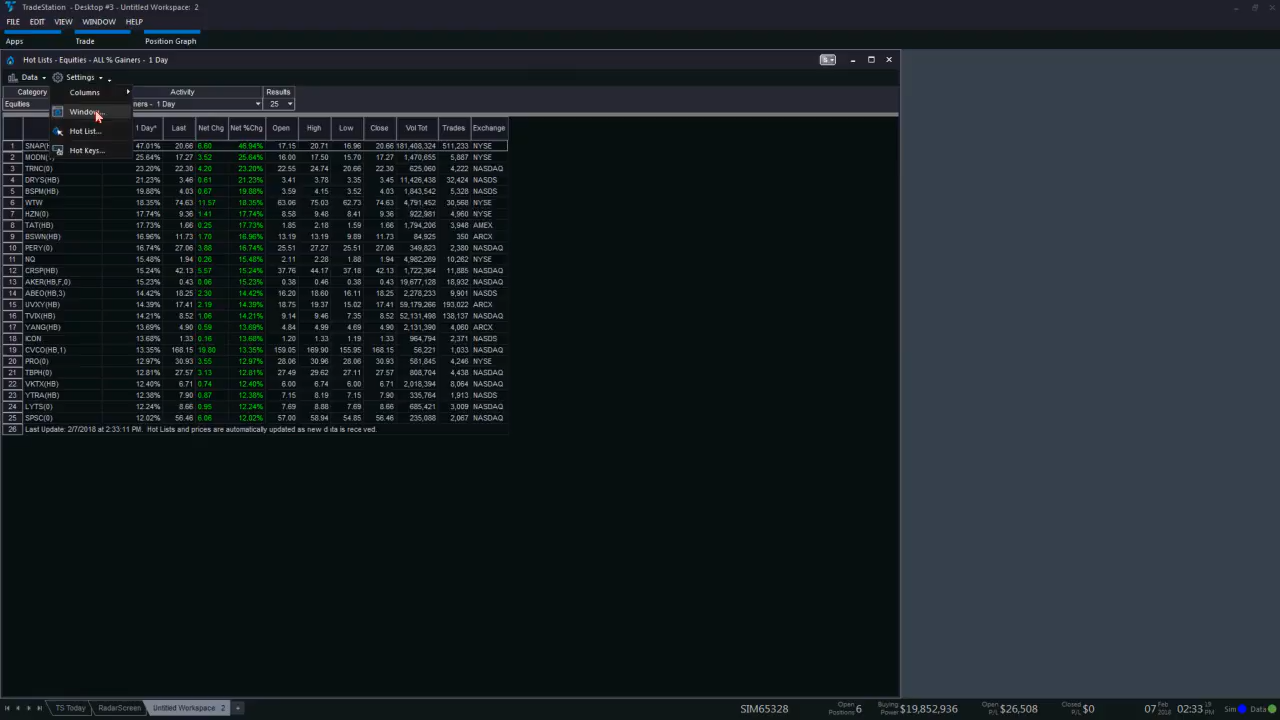 TradeStation - Desktop #3 - Untitled Workspace: 2
FILE EDIT VIEW WINDOW HELP
Apps Trade Position Graph
Hot Lists - Equities - ALL % Gainers - 1 Day
Data Settings
Columns
Window...
Hot List...
Hot Keys...
Category Activity Results
Equities ners - 1 Day 25
1 Day* Last Net Chg Net %Chg Open High Low Close Vol Tot Trades Exchange
1 SNAP( 47.01% 20.66 6.60 46.94% 17.15 20.71 16.96 20.66 181,408,324 511,233 NYSE
2 MODN( 25.64% 17.27 3.52 25.64% 16.00 17.50 15.70 17.27 1,470,655 5,887 NYSE
3 TRNC(0) 23.20% 22.30 4.20 23.20% 22.55 24.74 20.66 22.30 625,060 4,222 NASDAQ
4 DRYS(HB) 21.23% 3.46 0.61 21.23% 3.41 3.78 3.35 3.45 11,426,438 32,424 NASDS
5 BSPM(HB) 19.88% 4.03 0.67 19.88% 3.59 4.15 3.52 4.03 1,843,542 5,328 NASDS
6 WTW 18.35% 74.63 11.57 18.35% 63.06 75.03 62.73 74.63 4,791,452 30,568 NYSE
7 HZN(0) 17.74% 9.36 1.41 17.74% 8.58 9.48 8.41 9.36 922,981 4,960 NYSE
8 TAT(HB) 17.73% 1.66 0.25 17.73% 1.85 2.18 1.59 1.66 1,794,206 3,948 AMEX
9 BSWN(HB) 16.96% 11.73 1.70 16.96% 13.19 13.19 9.89 11.73 84,925 350 ARCX
10 PERY(0) 16.74% 27.06 3.88 16.74% 25.51 27.27 25.51 27.06 349,823 2,380 NASDAQ
11 NQ 15.48% 1.94 0.26 15.48% 2.11 2.28 1.88 1.94 4,982,269 10,262 NYSE
12 CRSP(HB) 15.24% 42.13 5.57 15.24% 37.76 44.17 37.18 42.13 1,722,364 11,885 NASDAQ
13 AKER(HB,F,0) 15.23% 0.43 0.06 15.23% 0.38 0.46 0.38 0.43 19,677,128 18,932 NASDAQ
14 ABEO(HB,3) 14.42% 18.25 2.30 14.42% 16.20 18.60 16.11 18.25 2,278,233 9,901 NASDS
15 UVXY(HB) 14.39% 17.41 2.19 14.39% 18.75 19.37 15.02 17.41 59,179,266 193,022 ARCX
16 TVIX(HB) 14.21% 8.52 1.06 14.21% 9.14 9.46 7.35 8.52 52,131,498 138,137 NASDAQ
17 YANG(HB) 13.69% 4.90 0.59 13.69% 4.84 4.99 4.39 4.90 2,131,390 4,060 ARCX
18 ICON 13.68% 1.33 0.16 13.68% 1.20 1.33 1.19 1.33 964,794 2,371 NASDS
19 CVCO(HB,1) 13.35% 168.15 19.80 13.35% 159.05 169.90 155.95 168.15 56,221 1,033 NASDAQ
20 PRO(0) 12.97% 30.93 3.55 12.97% 28.06 30.96 28.06 30.93 581,845 4,246 NYSE
21 TBPH(0) 12.81% 27.57 3.13 12.81% 27.49 29.62 27.11 27.57 808,704 4,438 NASDAQ
22 VKTX(HB) 12.40% 6.71 0.74 12.40% 6.00 6.74 6.00 6.71 2,018,394 8,064 NASDAQ
23 YTRA(HB) 12.38% 7.90 0.87 12.38% 7.15 8.19 7.15 7.90 335,764 1,913 NASDS
24 LYTS(0) 12.24% 8.66 0.95 12.24% 7.69 8.88 7.69 8.66 685,421 3,009 NASDAQ
25 SPSC(0) 12.02% 56.46 6.06 12.02% 57.00 58.94 54.85 56.46 235,088 2,067 NASDAQ
26 Last Update: 2/7/2018 at 2:33:11 PM. Hot Lists and prices are automatically updated as new data is received.
TS Today RadarScreen Untitled Workspace 2 +
SIM65328 Open Positions 6 Buying Power $19,852,936 Open P/L $26,508 Closed P/L $0 07 Feb 2018 02:33 19 PM Sim Data